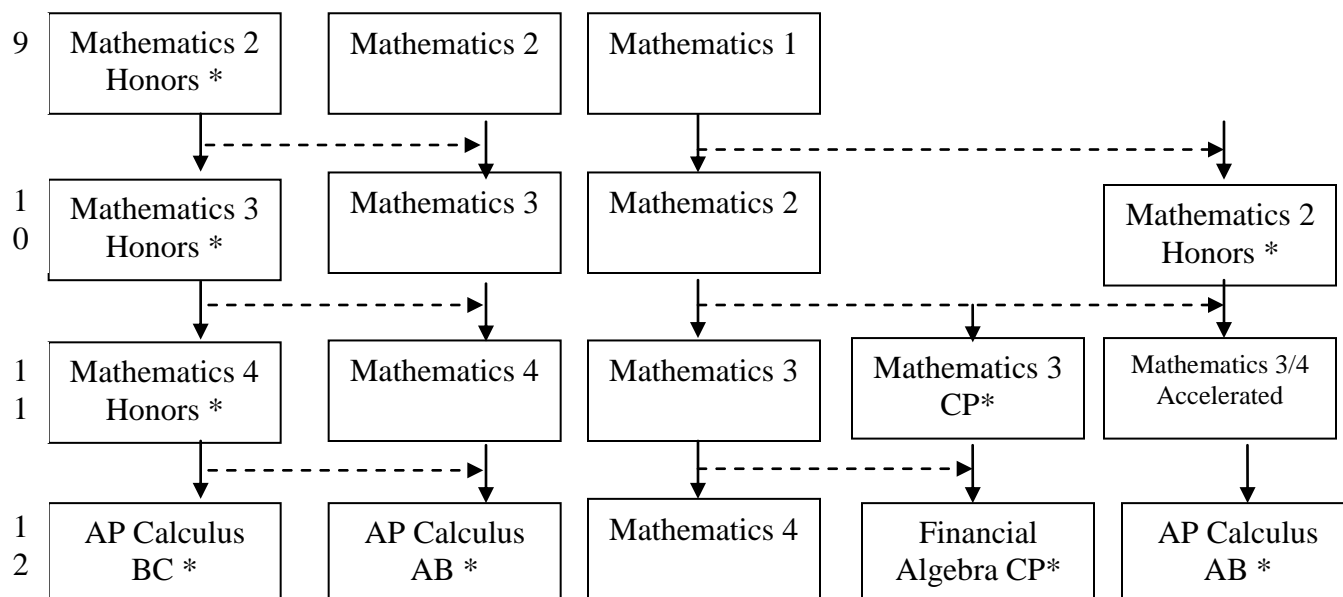 9
Mathematics 2
Honors *
Mathematics 2
Mathematics 1
1
0
Mathematics 3
Honors *
Mathematics 3
Mathematics 2
Mathematics 2
Honors *
1
1
Mathematics 4
Honors *
Mathematics 4
Mathematics 3
Mathematics 3
CP*
Mathematics 3/4
Accelerated
1
2
AP Calculus
BC *
AP Calculus
AB *
Mathematics 4
Financial
Algebra CP*
AP Calculus
AB *